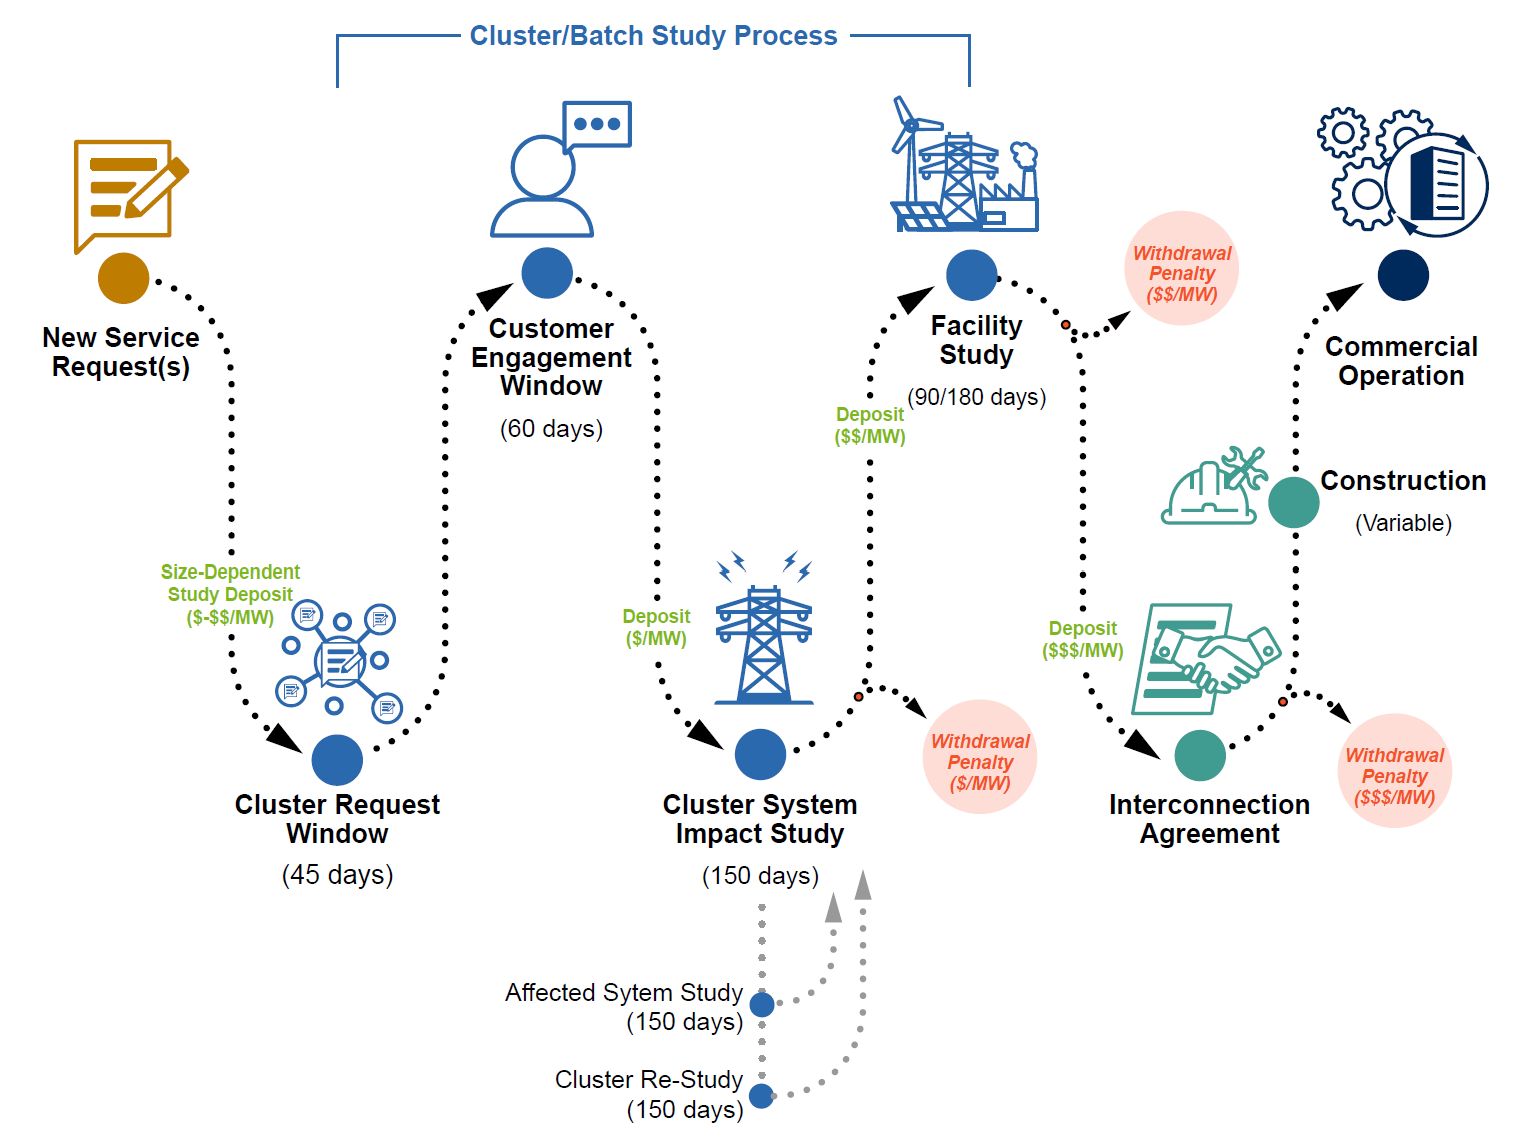 Cluster/Batch Study Process
New Service
Request(s)
Size-Dependent
Study Deposit
($-$$/MW)
Cluster Request
Window
(45 days)
Customer
Engagement
Window
(60 days)
Deposit
($/MW)
Cluster System
Impact Study
(150 days)
Affected Sytem Study
(150 days)
Cluster Re-Study
(150 days)
Withdrawal
Penalty
($/MW)
Deposit
($$/MW)
Facility
Study
(90/180 days)
Withdrawal
Penalty
($$/MW)
Deposit
($$$/MW)
Interconnection
Agreement
Withdrawal
Penalty
($$$/MW)
Construction
(Variable)
Commercial
Operation